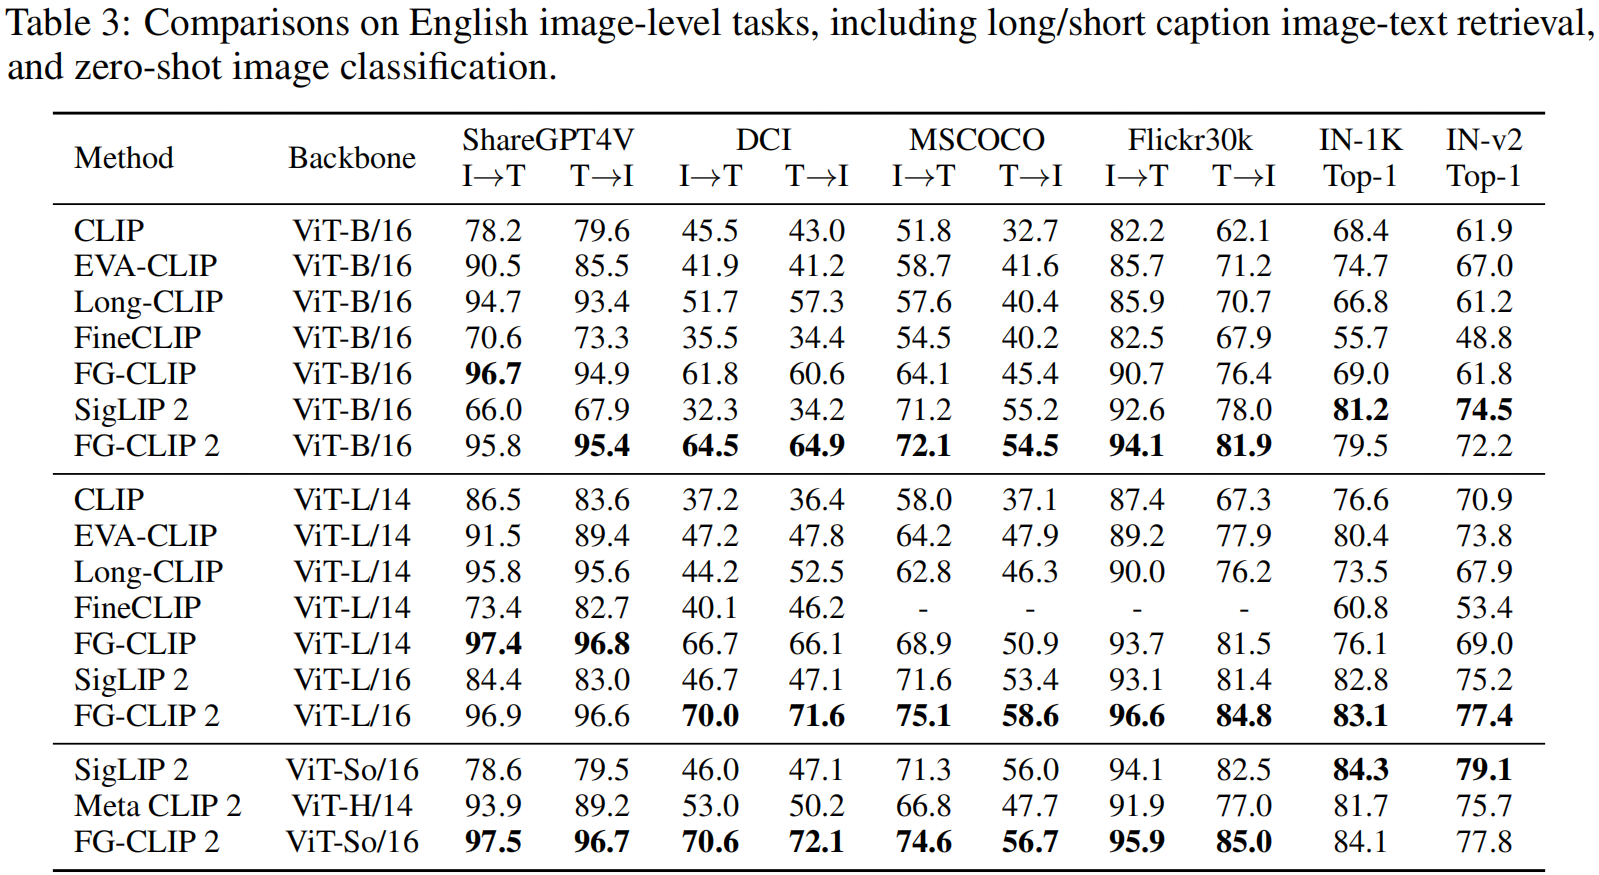 Table 3: Comparisons on English image-level tasks, including long/short caption image-text retrieval,
and zero-shot image classification.
Method Backbone ShareGPT4V DCI MSCOCO Flickr30k IN-1K IN-v2
I→T T→I I→T T→I I→T T→I I→T T→I Top-1 Top-1
CLIP ViT-B/16 78.2 79.6 45.5 43.0 51.8 32.7 82.2 62.1 68.4 61.9
EVA-CLIP ViT-B/16 90.5 85.5 41.9 41.2 58.7 41.6 85.7 71.2 74.7 67.0
Long-CLIP ViT-B/16 94.7 93.4 51.7 57.3 57.6 40.4 85.9 70.7 66.8 61.2
FineCLIP ViT-B/16 70.6 73.3 35.5 34.4 54.5 40.2 82.5 67.9 55.7 48.8
FG-CLIP ViT-B/16 96.7 94.9 61.8 60.6 64.1 45.4 90.7 76.4 69.0 61.8
SigLIP 2 ViT-B/16 66.0 67.9 32.3 34.2 71.2 55.2 92.6 78.0 81.2 74.5
FG-CLIP 2 ViT-B/16 95.8 95.4 64.5 64.9 72.1 54.5 94.1 81.9 79.5 72.2
CLIP ViT-L/14 86.5 83.6 37.2 36.4 58.0 37.1 87.4 67.3 76.6 70.9
EVA-CLIP ViT-L/14 91.5 89.4 47.2 47.8 64.2 47.9 89.2 77.9 80.4 73.8
Long-CLIP ViT-L/14 95.8 95.6 44.2 52.5 62.8 46.3 90.0 76.2 73.5 67.9
FineCLIP ViT-L/14 73.4 82.7 40.1 46.2 - - - - 60.8 53.4
FG-CLIP ViT-L/14 97.4 96.8 66.7 66.1 68.9 50.9 93.7 81.5 76.1 69.0
SigLIP 2 ViT-L/16 84.4 83.0 46.7 47.1 71.6 53.4 93.1 81.4 82.8 75.2
FG-CLIP 2 ViT-L/16 96.9 96.6 70.0 71.6 75.1 58.6 96.6 84.8 83.1 77.4
SigLIP 2 ViT-So/16 78.6 79.5 46.0 47.1 71.3 56.0 94.1 82.5 84.3 79.1
Meta CLIP 2 ViT-H/14 93.9 89.2 53.0 50.2 66.8 47.7 91.9 77.0 81.7 75.7
FG-CLIP 2 ViT-So/16 97.5 96.7 70.6 72.1 74.6 56.7 95.9 85.0 84.1 77.8